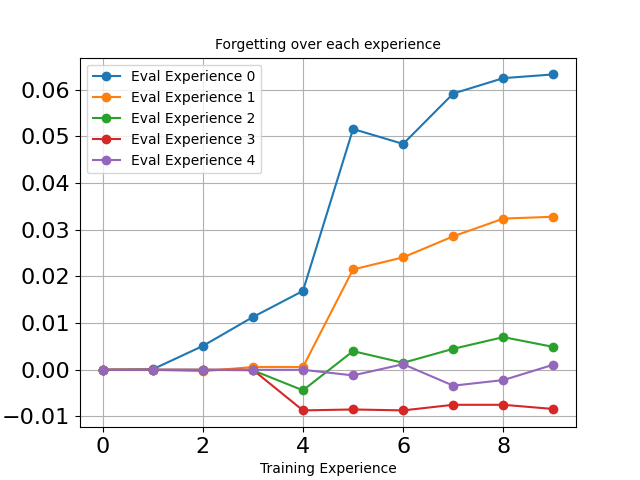 Forgetting over each experience
Eval Experience 0
Eval Experience 1
Eval Experience 2
Eval Experience 3
Eval Experience 4
0.06
0.05
0.04
0.03
0.02
0.01
0.00
−0.01
0 2 4 6 8
Training Experience